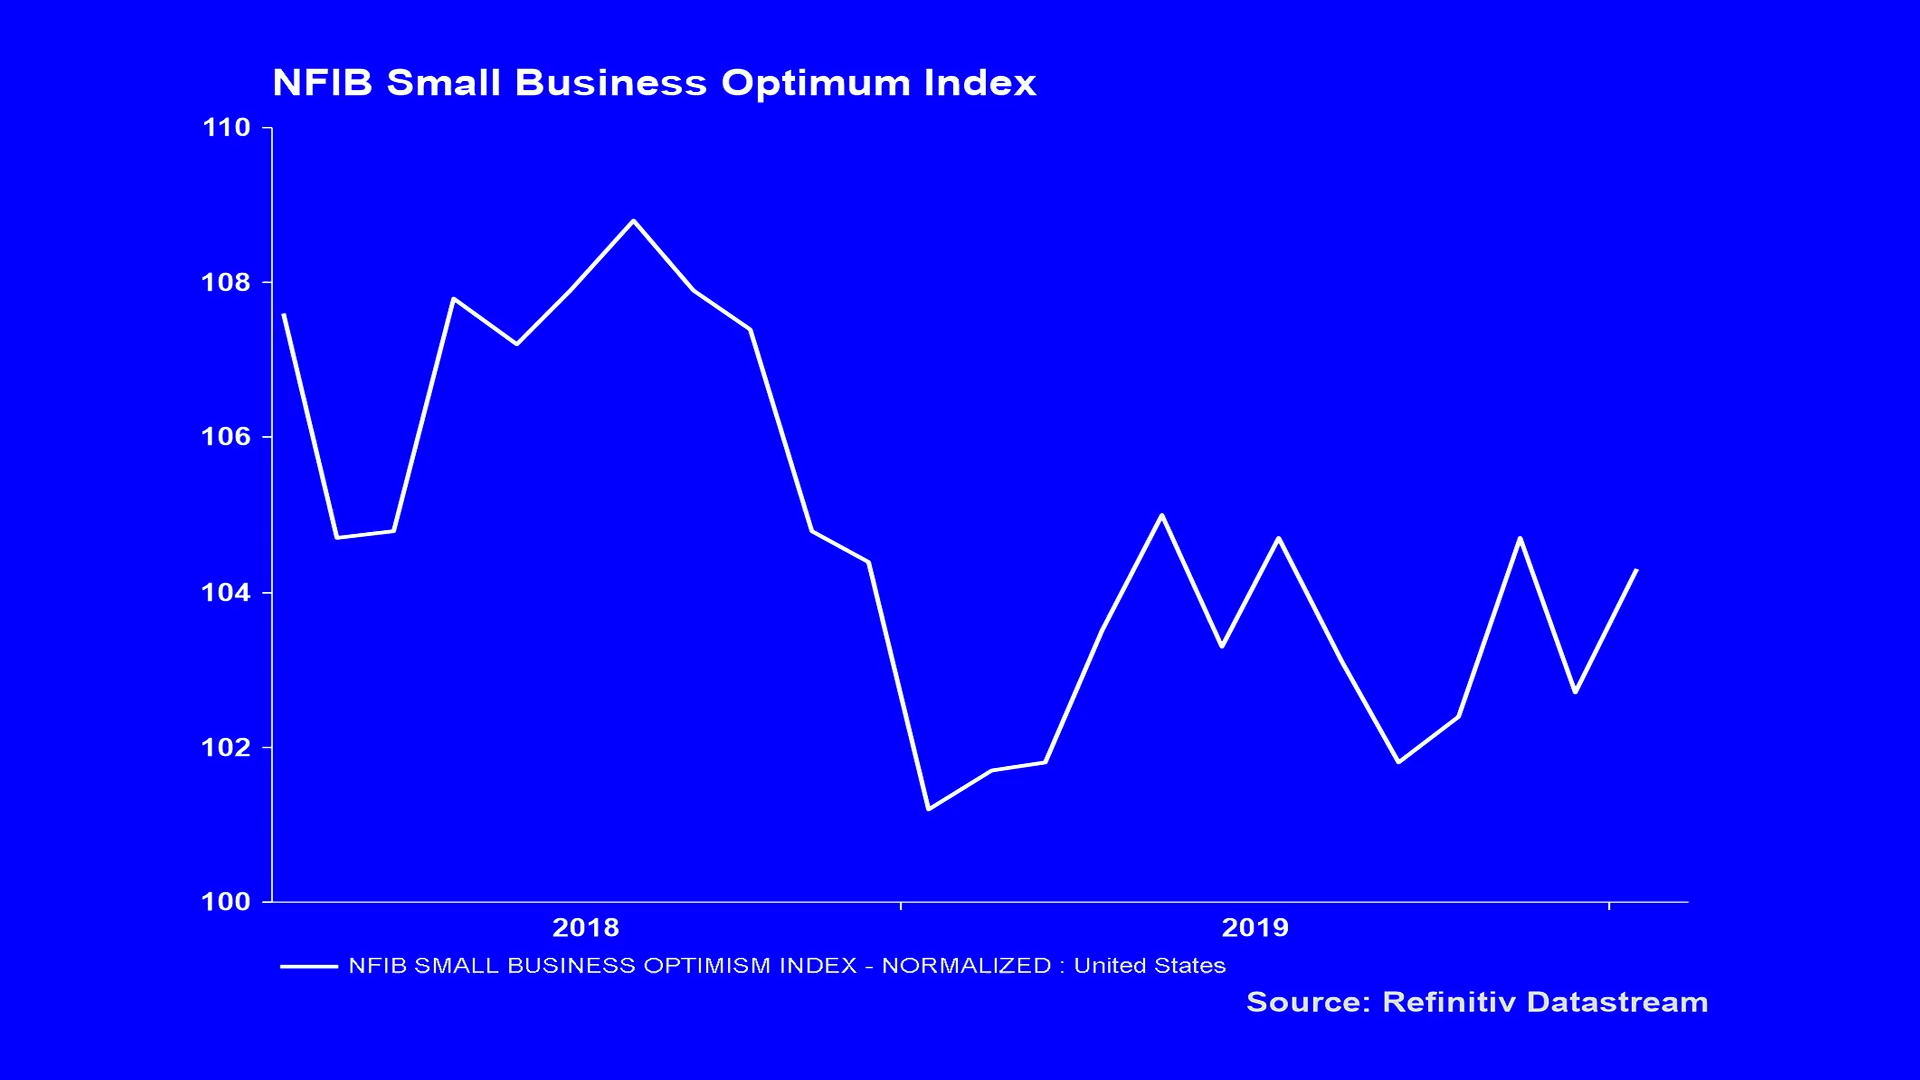 NFIB Small Business Optimum Index
110
108
106
104
102
100
2018 2019
NFIB SMALL BUSINESS OPTIMISM INDEX - NORMALIZED : United States
Source: Refinitiv Datastream